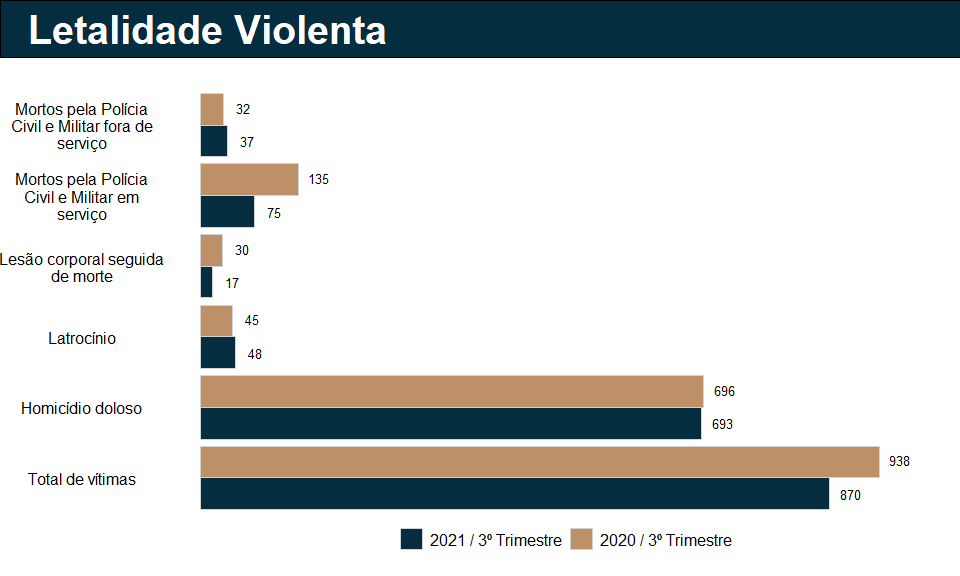 Letalidade Violenta
Mortos pela Polícia
Civil e Militar fora de
serviço
32
37
Mortos pela Polícia
Civil e Militar em
serviço
135
75
Lesão corporal seguida
de morte
30
17
Latrocínio
45
48
Homicídio doloso
696
693
Total de vítimas
938
870
2021 / 3º Trimestre
2020 / 3º Trimestre